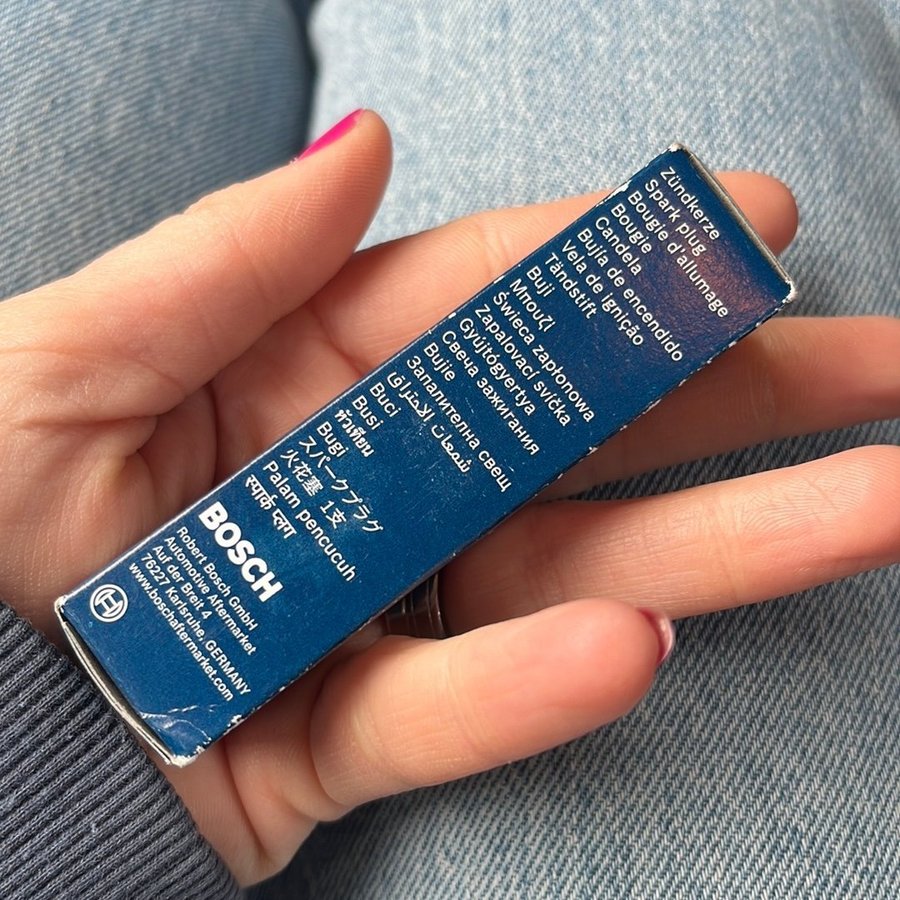 Zündkerze
Spark plug
Bougie d'allumage
Bougie
Candela
Bujía de encendido
Vela de ignição
Tändstift
Buji
Μπουζί
Świeca zapłonowa
Zapalovací svíčka
Gyújtógyertya
Свеча зажигания
Bujie
Запалителна свещ
شمعات الاحتراق
Buci
Busi
หัวเทียน
Bugi
スパークプラグ
火花塞 1支
Palam pencucuh
स्पार्क प्लग
BOSCH
Robert Bosch GmbH
Automotive Aftermarket
Auf der Breit 4
76227 Karlsruhe, GERMANY
www.boschaftermarket.com